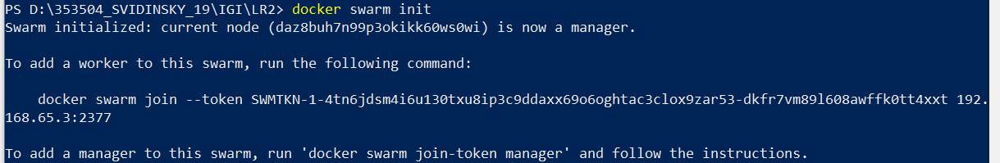 PS D:\353504_SVIDINSKY_19\IGI\LR2> docker swarm init
Swarm initialized: current node (daz8buh7n99p3okikk60ws0wi) is now a manager.
To add a worker to this swarm, run the following command:
docker swarm join --token SWMTKN-1-4tn6jdsm4i6u130txu8ip3c9ddaxx69o6oghtac3clox9zar53-dkfr7vm89l608awffk0tt4xxt 192.
168.65.3:2377
To add a manager to this swarm, run 'docker swarm join-token manager' and follow the instructions.